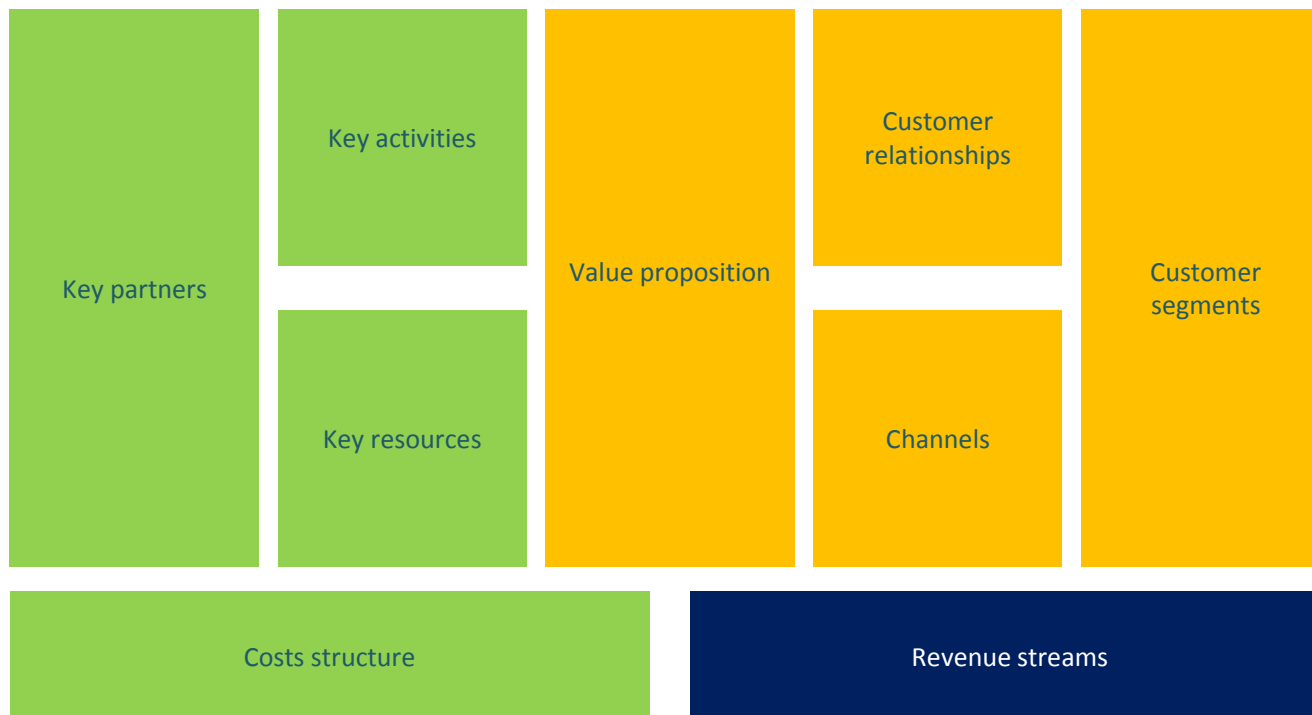 Key partners
Key activities
Key resources
Value proposition
Customer
relationships
Channels
Customer
segments
Costs structure
Revenue streams